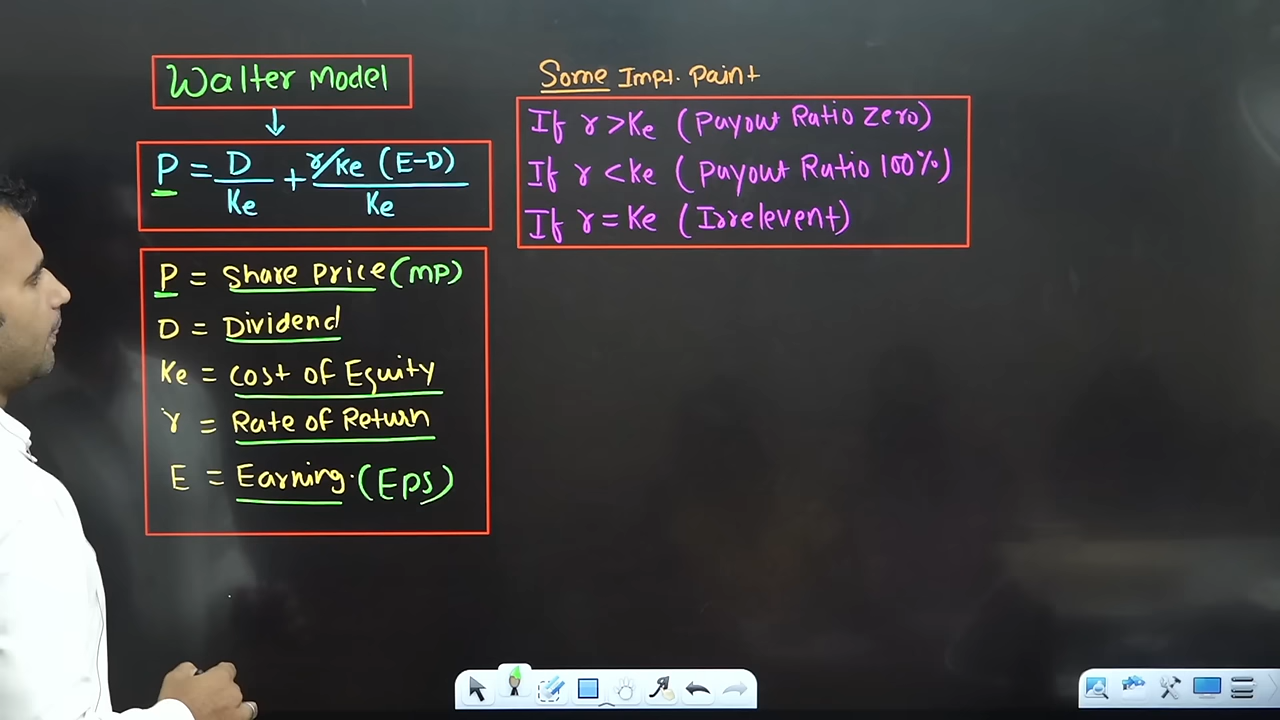 Walter Model
P = D/Ke + r/Ke (E-D)/Ke
P = Share Price (MP)
D = Dividend
Ke = Cost of Equity
r = Rate of Return
E = Earning. (EPS)
Some Impt. Point
If r > Ke (Payout Ratio Zero)
If r < Ke (Payout Ratio 100%)
If r = Ke (Irrelevent)